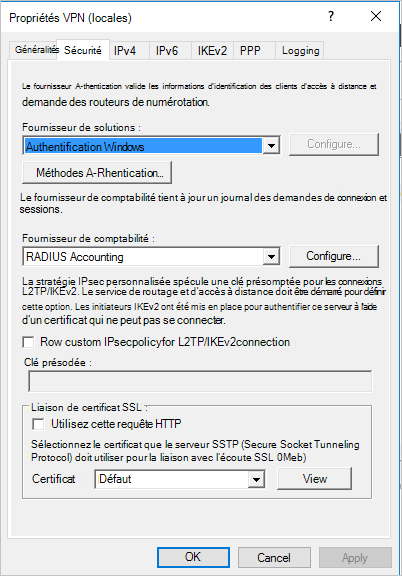 Propriétés VPN (locales)
? ×
Généralités Sécurité IPv4 IPv6 IKEv2 PPP Logging
Le fournisseur A-thentication valide les informations d'identification des clients d'accès à distance et
demande des routeurs de numérotation.
Fournisseur de solutions :
Authentification Windows Configure...
Méthodes A-Rhentication..
Le fournisseur de comptabilité tient à jour un journal des demandes de connexion et
sessions.
Fournisseur de comptabilité :
RADIUS Accounting Configure...
La stratégie IPsec personnalisée spécule une clé présomptée pour les connexions
L2TP/IKEv2. Le service de routage et d'accès à distance doit être démarré pour définir
cette option. Les initiateurs IKEv2 ont été mis en place pour authentifier ce serveur à l'aide
d'un certificat qui ne peut pas se connecter.
Row custom IPsecpolicyfor L2TP/IKEv2connection
Clé présodée :
Liaison de certificat SSL :
Utilisez cette requête HTTP
Sélectionnez le certificat que le serveur SSTP (Secure Socket Tunneling
Protocol) doit utiliser pour la liaison avec l'écoute SSL 0Meb)
Certificat Défaut View
OK Cancel Apply